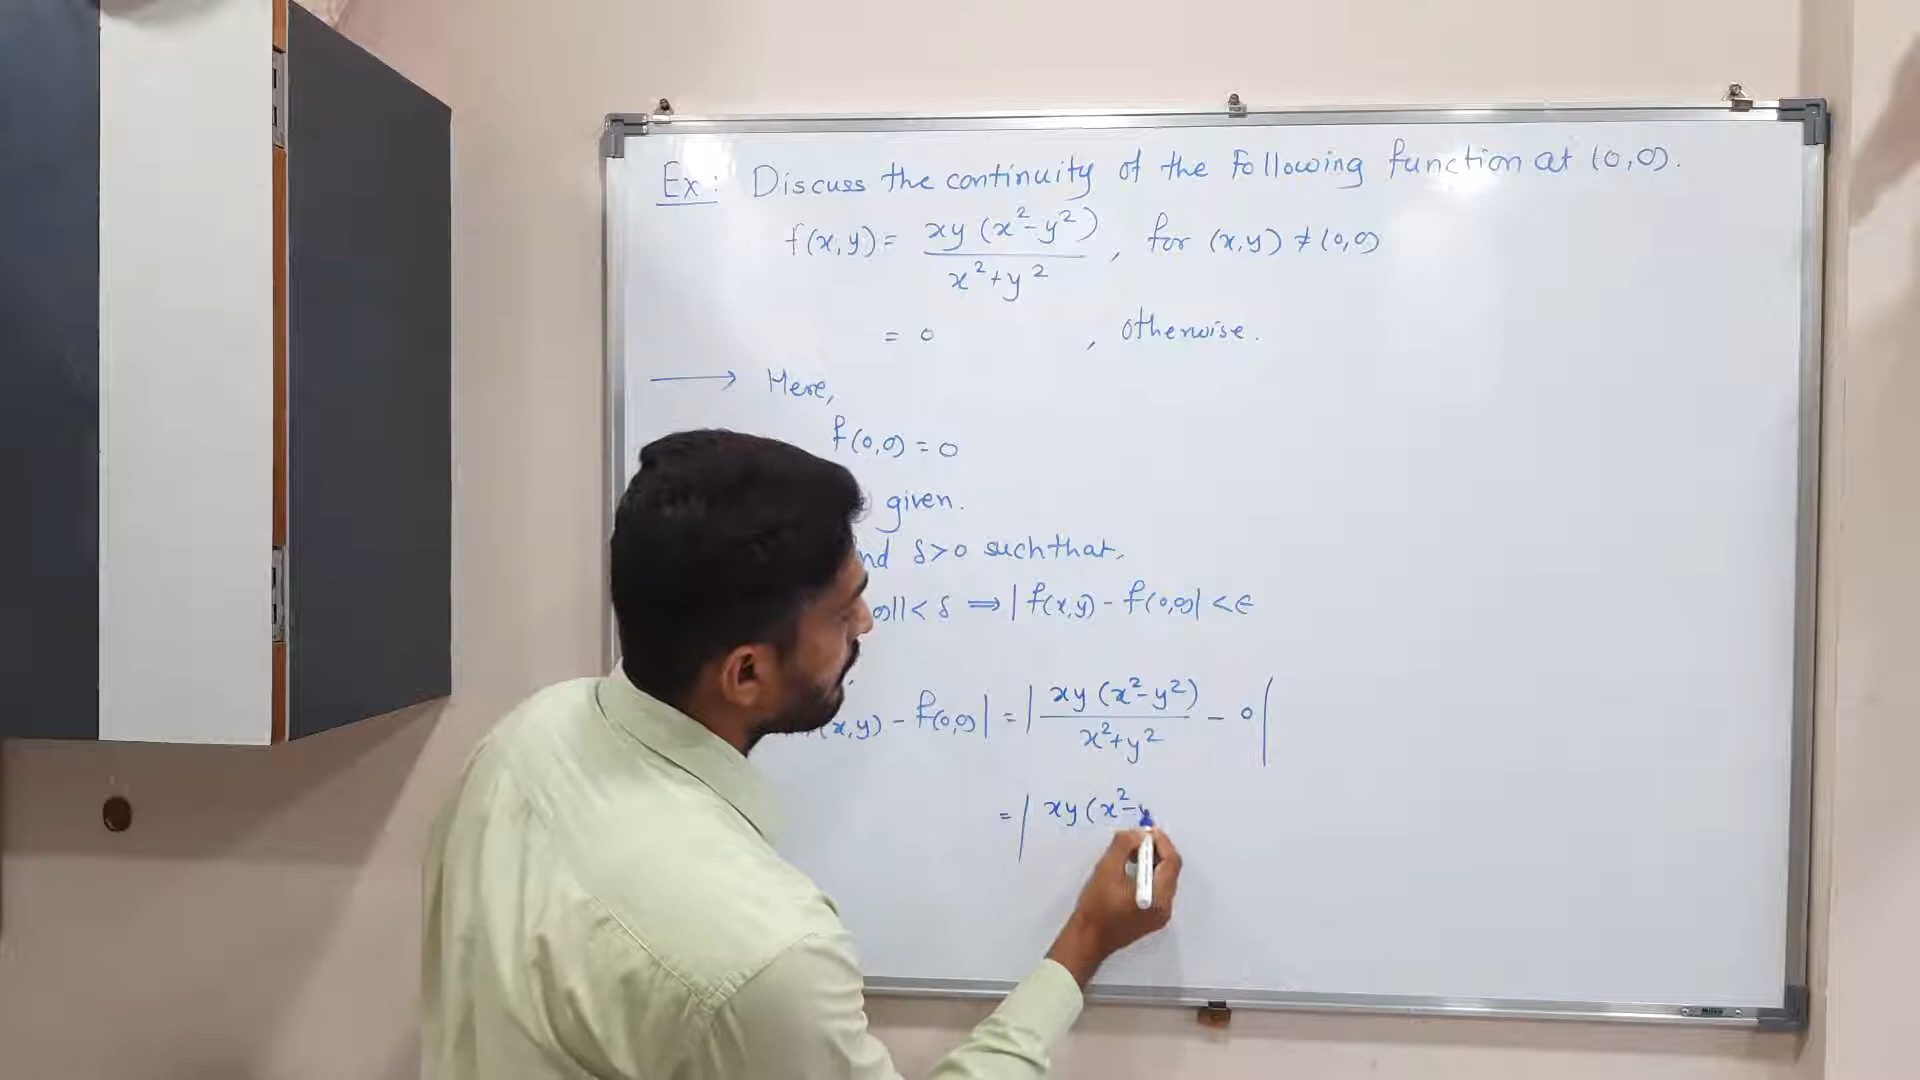 Ex: Discuss the continuity of the following function at (0,0).
f(x,y) = xy (x²-y²) / x²+y² , for (x,y) ≠ (0,0)
= 0 , otherwise.
→ Here,
f(0,0) = 0
given.
δ>0 such that,
|| < δ ⟹ | f(x,y) - f(0,0)| < ϵ
(x,y) - f(0,0)| = | xy (x²-y²) / x²+y² - 0 |
= | xy (x²-y